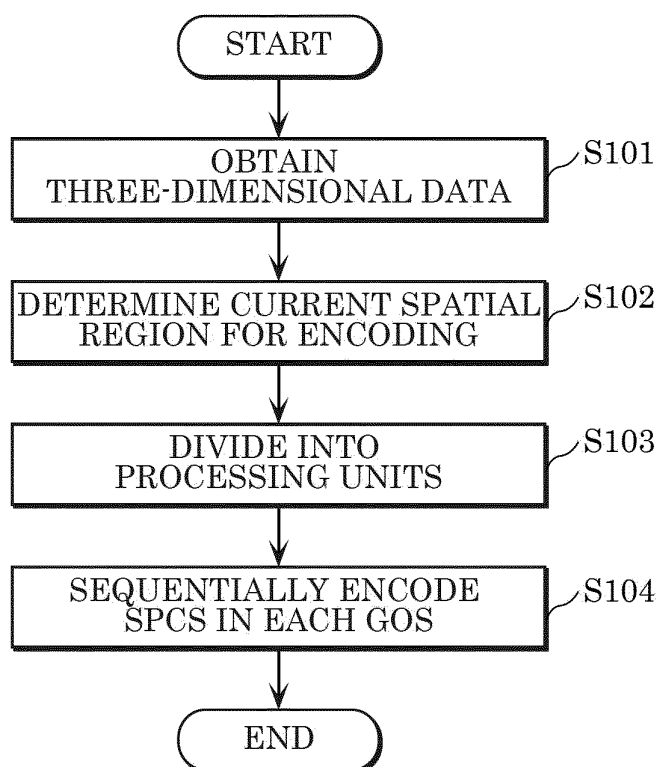 START
OBTAIN
THREE-DIMENSIONAL DATA
S101
DETERMINE CURRENT SPATIAL
REGION FOR ENCODING
S102
DIVIDE INTO
PROCESSING UNITS
S103
SEQUENTIALLY ENCODE
SPCS IN EACH GOS
S104
END